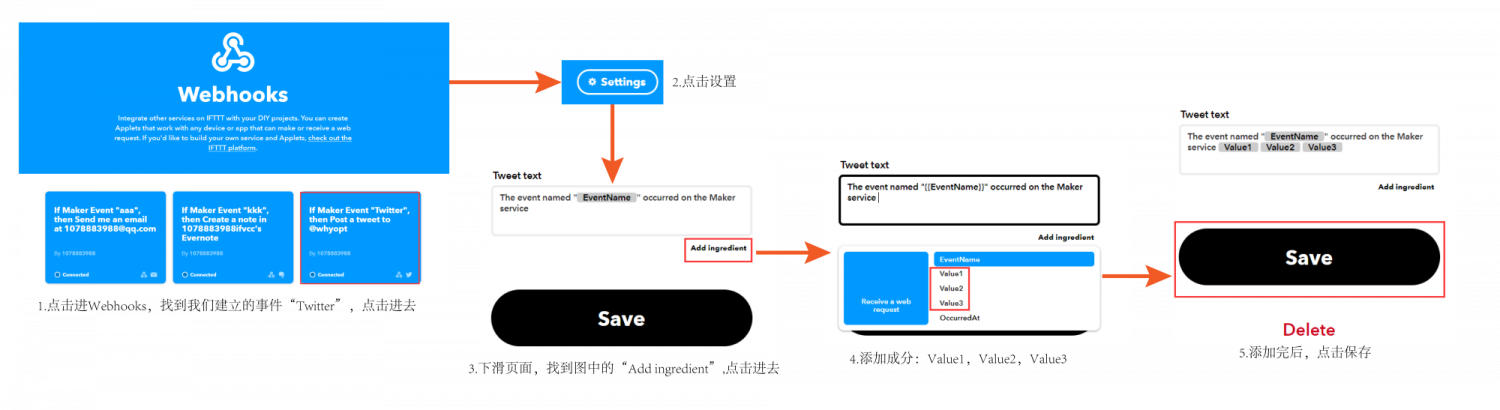 Webhooks
Integrate other services on IFTTT with your DIY projects. You can create
Applets that work with any device or app that can make or receive a web
request. If you'd like to build your own service and Applets, check out the
IFTTT platform.
If Maker Event "aaa",
then Send me an email
at 1078883988@qq.com
By 1078883988
Connected
If Maker Event "kkk",
then Create a note in
1078883988ifvcc's
Evernote
By 1078883988
Connected
If Maker Event "Twitter",
then Post a tweet to
@whyopt
By 1078883988
Connected
1.点击进Webhooks，找到我们建立的事件“Twitter”，点击进去
Settings
2.点击设置
Tweet text
The event named " EventName " occurred on the Maker
service
Add ingredient
Save
3.下滑页面，找到图中的“Add ingredient”,点击进去
Tweet text
The event named "{{EventName}}" occurred on the Maker
service
Add ingredient
Receive a web
request
EventName
Value1
Value2
Value3
OccurredAt
4.添加成分：Value1，Value2，Value3
Tweet text
The event named " EventName " occurred on the Maker
service Value1 Value2 Value3
Add ingredient
Save
Delete
5.添加完后，点击保存